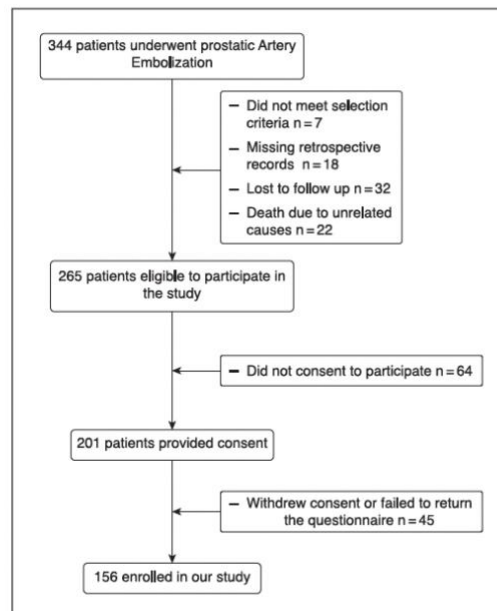 344 patients underwent prostatic Artery
Embolization
– Did not meet selection
criteria n=7
– Missing retrospective
records n=18
– Lost to follow up n=32
– Death due to unrelated
causes n=22
265 patients eligible to participate in
the study
– Did not consent to participate n=64
201 patients provided consent
– Withdrew consent or failed to return
the questionnaire n=45
156 enrolled in our study